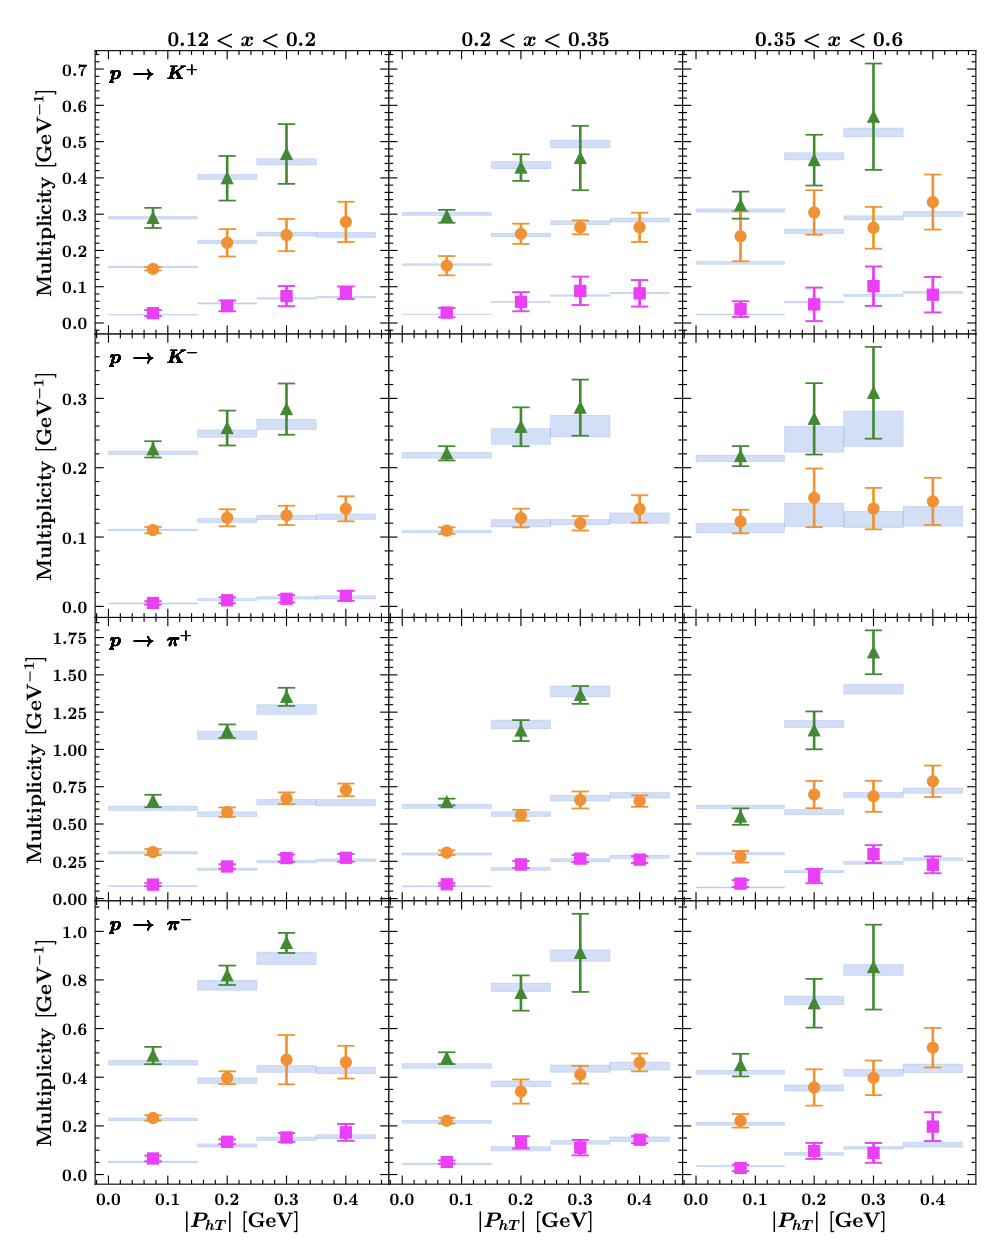 0.12 < x < 0.2
0.2 < x < 0.35
0.35 < x < 0.6
p → K⁺
Multiplicity [GeV⁻¹]
0.7
0.6
0.5
0.4
0.3
0.2
0.1
0.0
p → K⁻
Multiplicity [GeV⁻¹]
0.3
0.2
0.1
0.0
p → π⁺
Multiplicity [GeV⁻¹]
1.75
1.50
1.25
1.00
0.75
0.50
0.25
0.00
p → π⁻
Multiplicity [GeV⁻¹]
1.0
0.8
0.6
0.4
0.2
0.0
0.0 0.1 0.2 0.3 0.4
0.0 0.1 0.2 0.3 0.4
0.0 0.1 0.2 0.3 0.4
|P_hT| [GeV]
|P_hT| [GeV]
|P_hT| [GeV]